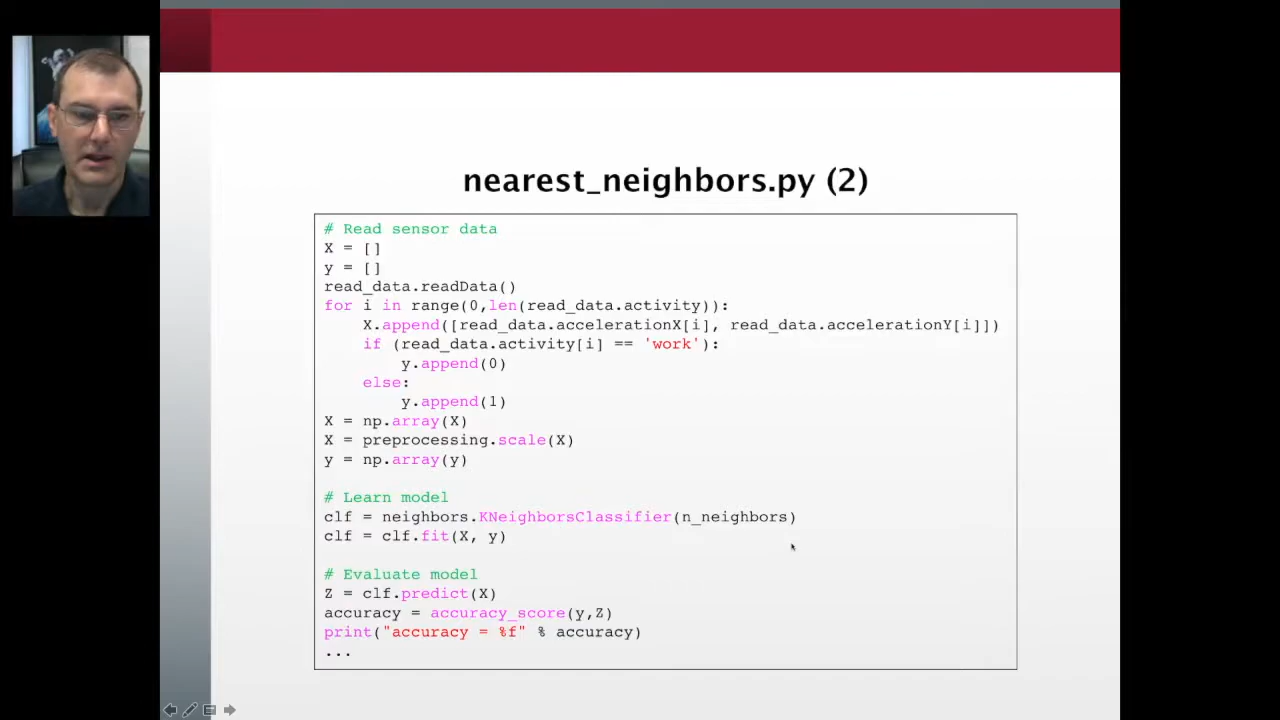 nearest_neighbors.py (2)
# Read sensor data
X = []
y = []
read_data.readData()
for i in range(0,len(read_data.activity)):
    X.append([read_data.accelerationX[i], read_data.accelerationY[i]])
    if (read_data.activity[i] == 'work'):
        y.append(0)
    else:
        y.append(1)
X = np.array(X)
X = preprocessing.scale(X)
y = np.array(y)
# Learn model
clf = neighbors.KNeighborsClassifier(n_neighbors)
clf = clf.fit(X, y)
# Evaluate model
Z = clf.predict(X)
accuracy = accuracy_score(y,Z)
print("accuracy = %f" % accuracy)
...